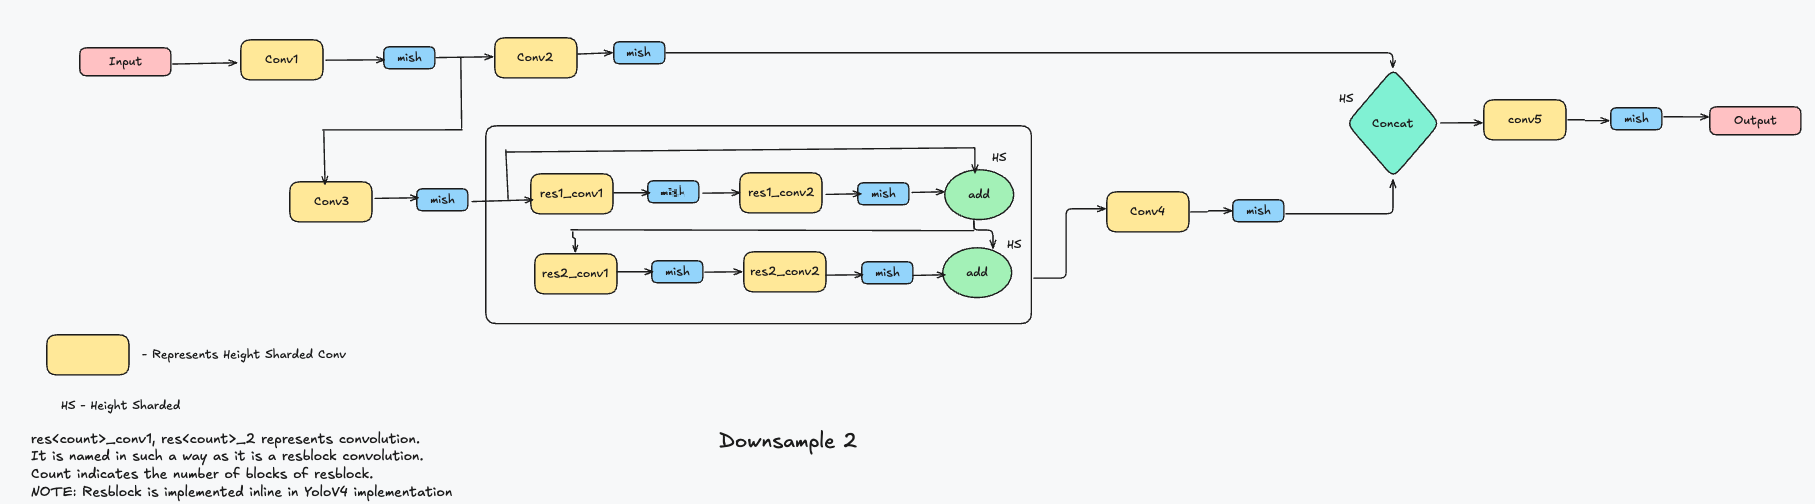 Input
Conv1
mish
Conv2
mish
HS
Concat
conv5
mish
Output
Conv3
mish
res1_conv1
mish
res1_conv2
mish
HS
add
res2_conv1
mish
res2_conv2
mish
HS
add
Conv4
mish
- Represents Height Sharded Conv
HS - Height Sharded
res<count>_conv1, res<count>_2 represents convolution.
It is named in such a way as it is a resblock convolution.
Count indicates the number of blocks of resblock.
NOTE: Resblock is implemented inline in YoloV4 implementation
Downsample 2